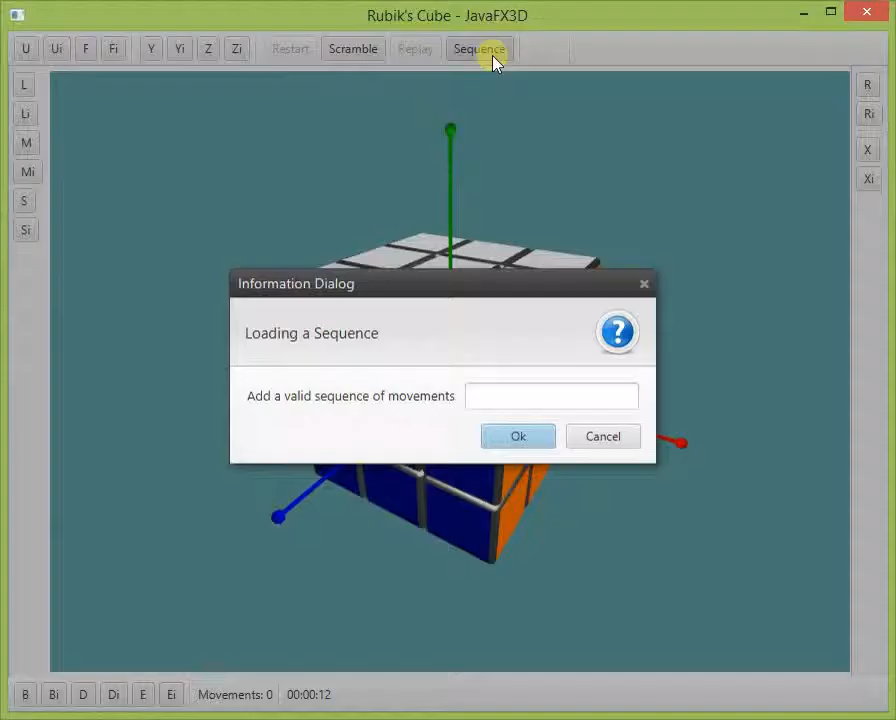 Rubik's Cube - JavaFX3D
U Ui F Fi Y Yi Z Zi Restart Scramble Replay Sequence
L
Li
M
Mi
S
Si
R
Ri
X
Xi
Information Dialog
Loading a Sequence
?
Add a valid sequence of movements
Ok Cancel
B Bi D Di E Ei Movements: 0 00:00:12